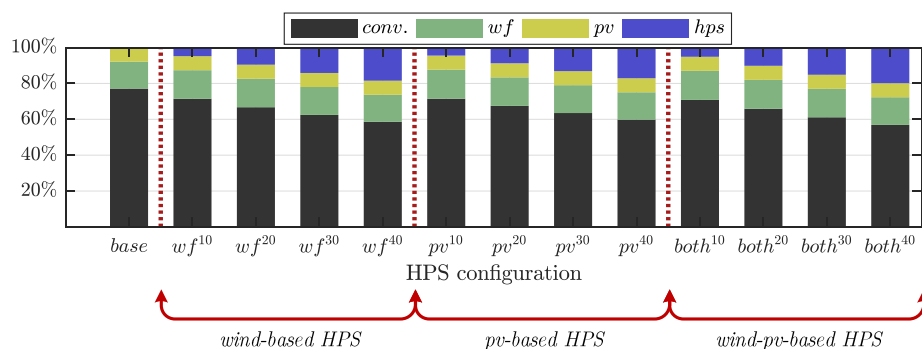 conv. wf pv hps
100%
80%
60%
40%
20%
base wf¹⁰ wf²⁰ wf³⁰ wf⁴⁰ pv¹⁰ pv²⁰ pv³⁰ pv⁴⁰ both¹⁰ both²⁰ both³⁰ both⁴⁰
HPS configuration
wind-based HPS pv-based HPS wind-pv-based HPS